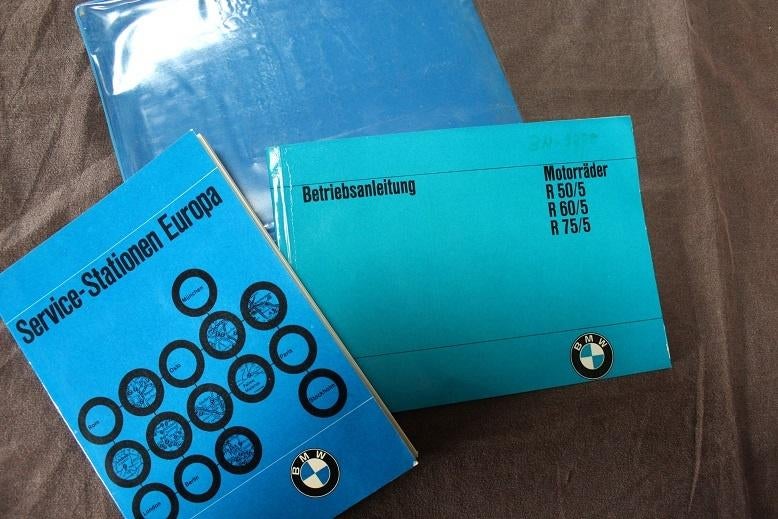 Service-Stationen Europa
München
Oslo
Paris
Rom
Stockholm
Berlin
London
BMW
Betriebsanleitung
Motorräder
R 50/5
R 60/5
R 75/5
BMW